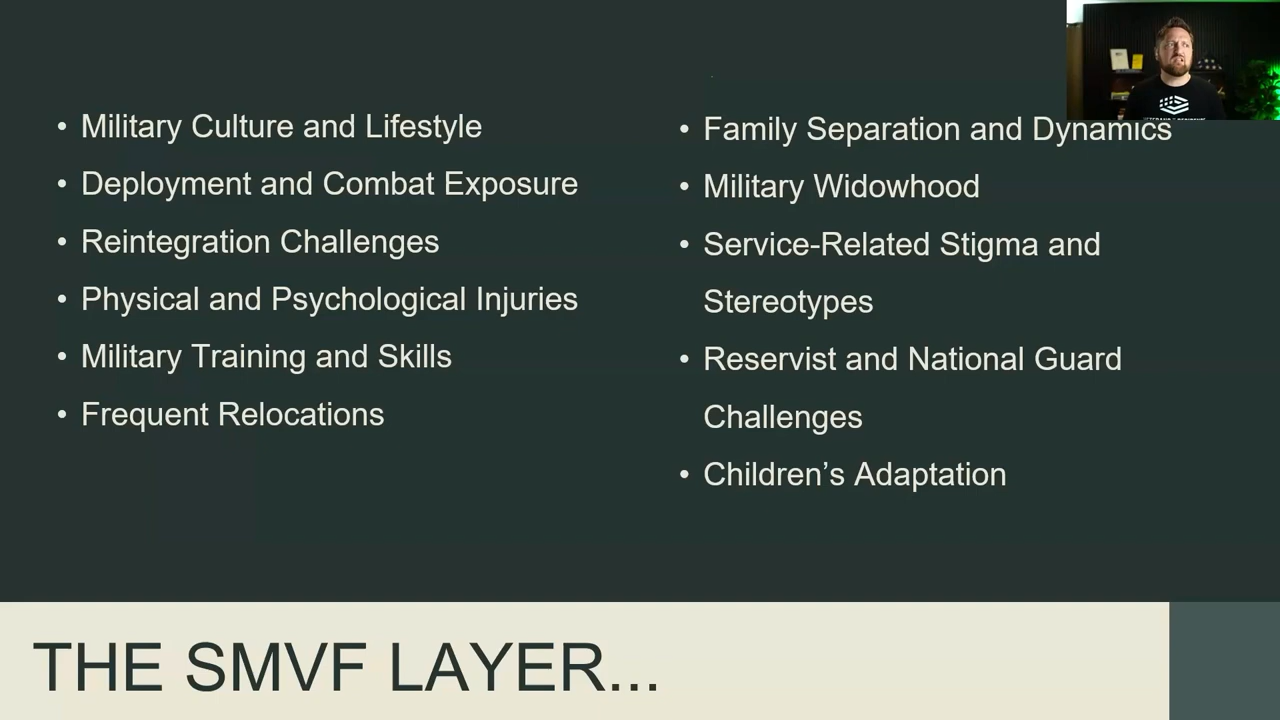 • Military Culture and Lifestyle
• Deployment and Combat Exposure
• Reintegration Challenges
• Physical and Psychological Injuries
• Military Training and Skills
• Frequent Relocations
• Family Separation and Dynamics
• Military Widowhood
• Service-Related Stigma and
Stereotypes
• Reservist and National Guard
Challenges
• Children’s Adaptation
THE SMVF LAYER...